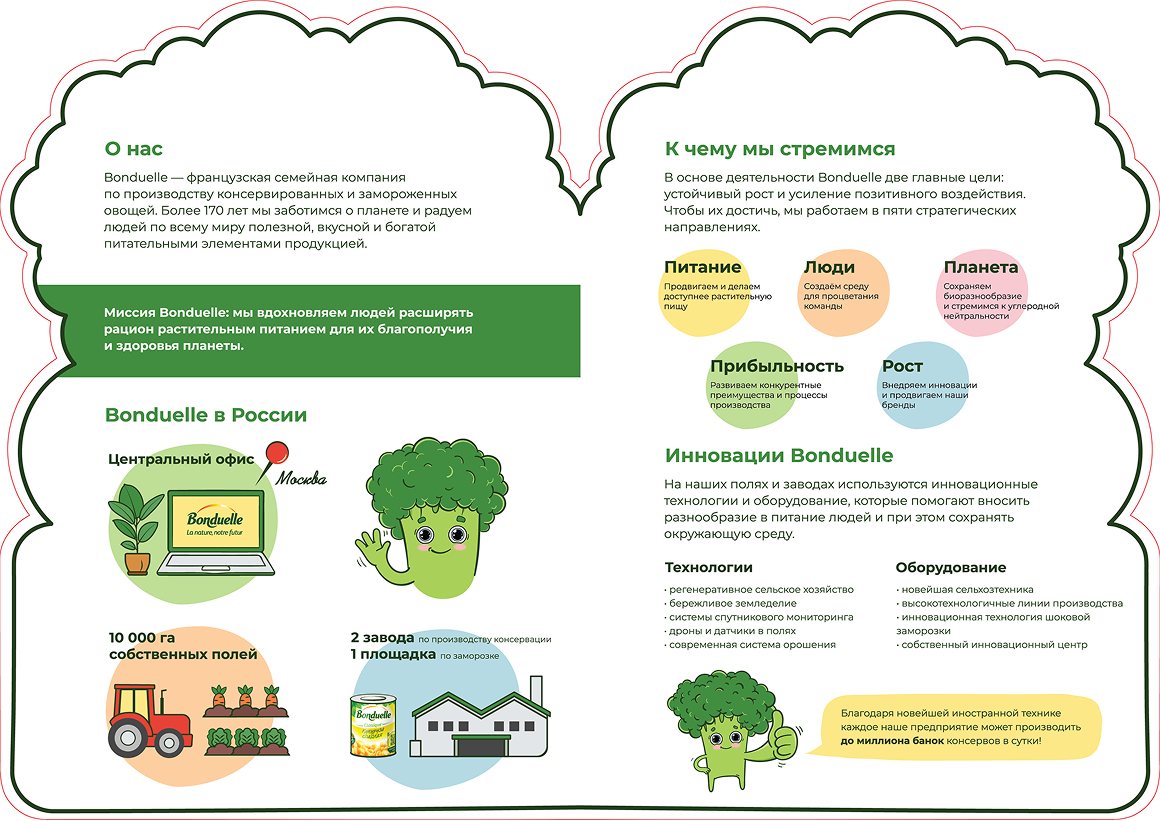 О нас
Bonduelle — французская семейная компания
по производству консервированных и замороженных
овощей. Более 170 лет мы заботимся о планете и радуем
людей по всему миру полезной, вкусной и богатой
питательными элементами продукцией.
Миссия Bonduelle: мы вдохновляем людей расширять
рацион растительным питанием для их благополучия
и здоровья планеты.
Bonduelle в России
Центральный офис
Москва
Bonduelle
La nature, notre futur
10 000 га
собственных полей
2 завода по производству консервации
1 площадка по заморозке
Bonduelle
К чему мы стремимся
В основе деятельности Bonduelle две главные цели:
устойчивый рост и усиление позитивного воздействия.
Чтобы их достичь, мы работаем в пяти стратегических
направлениях.
Питание
Продвигаем и делаем
доступнее растительную
пищу
Люди
Создаём среду
для процветания
команды
Планета
Сохраняем
биоразнообразие
и стремимся к углеродной
нейтральности
Прибыльность
Развиваем конкурентные
преимущества и процессы
производства
Рост
Внедряем инновации
и продвигаем наши
бренды
Инновации Bonduelle
На наших полях и заводах используются инновационные
технологии и оборудование, которые помогают вносить
разнообразие в питание людей и при этом сохранять
окружающую среду.
Технологии
• регенеративное сельское хозяйство
• бережливое земледелие
• системы спутникового мониторинга
• дроны и датчики в полях
• современная система орошения
Оборудование
• новейшая сельхозтехника
• высокотехнологичные линии производства
• инновационная технология шоковой
заморозки
• собственный инновационный центр
Благодаря новейшей иностранной технике
каждое наше предприятие может производить
до миллиона банок консервов в сутки!